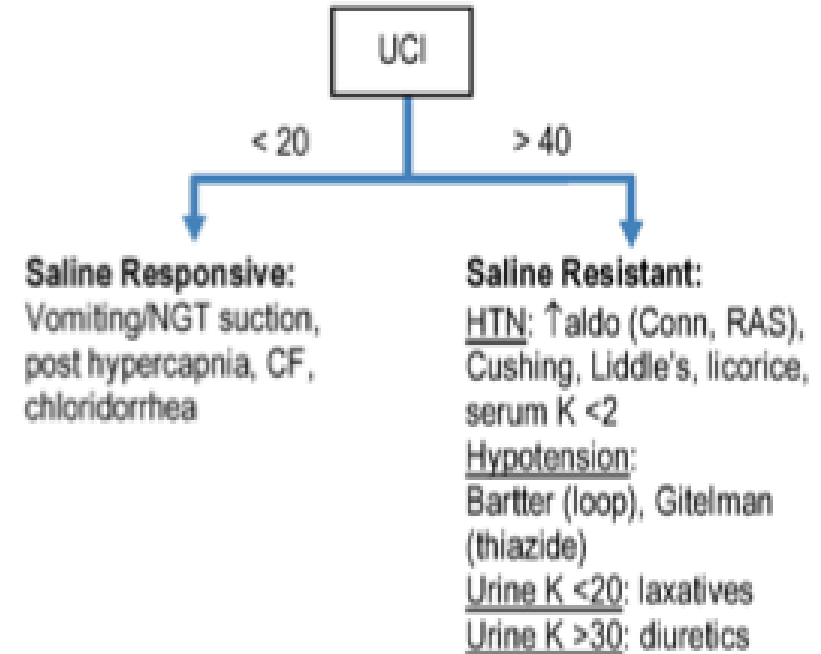 UCl
< 20
> 40
Saline Responsive:
Vomiting/NGT suction,
post hypercapnia, CF,
chloridorrhea
Saline Resistant:
HTN: ↑aldo (Conn, RAS),
Cushing, Liddle's, licorice,
serum K <2
Hypotension:
Bartter (loop), Gitelman
(thiazide)
Urine K <20: laxatives
Urine K >30: diuretics